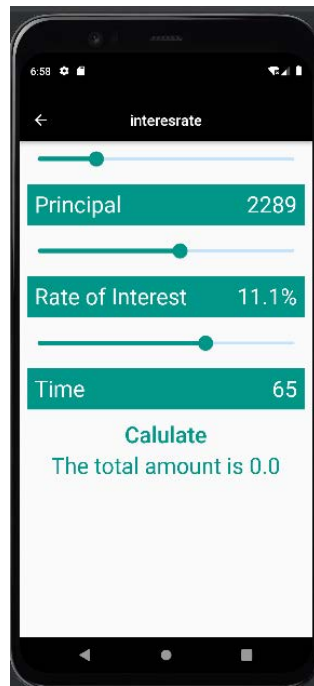 6:58
interesrate
Principal 2289
Rate of Interest 11.1%
Time 65
Calulate
The total amount is 0.0